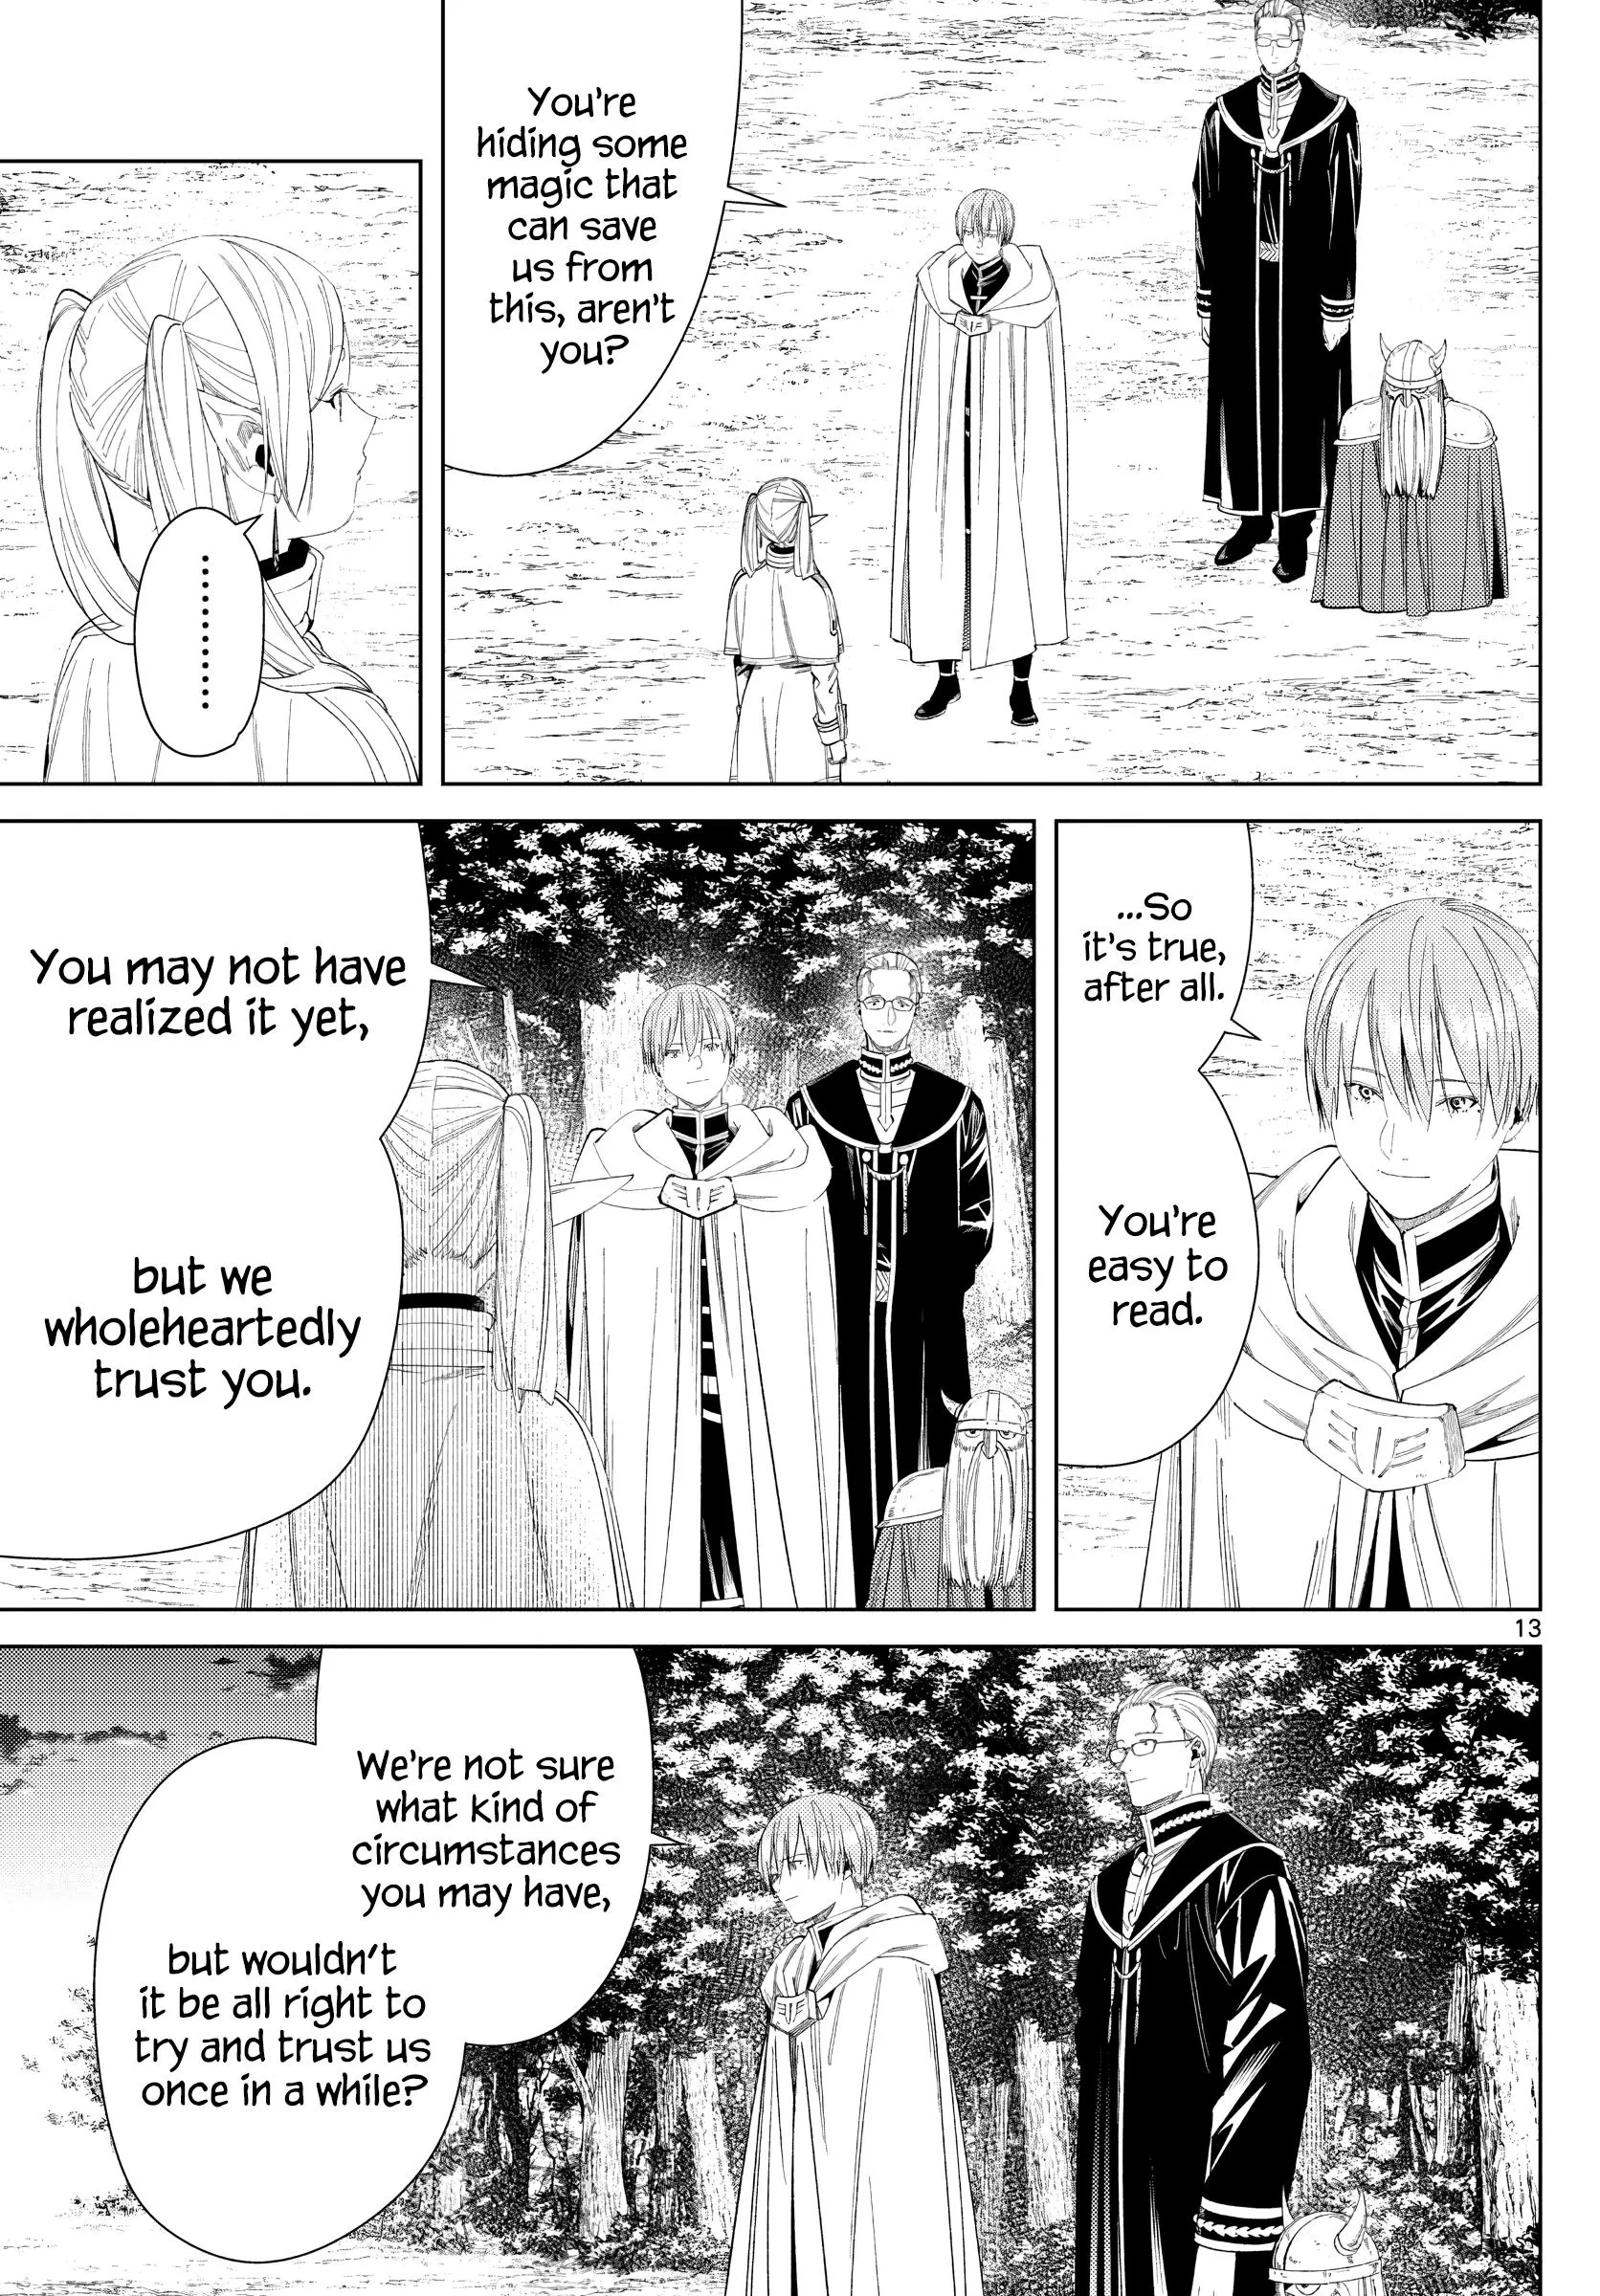 You're
hiding some
magic that
can save
us from
this, aren't
you?
..........
...So
it's true,
after all.
You're
easy to
read.
You may not have
realized it yet,
but we
wholeheartedly
trust you.
13
We're not sure
what kind of
circumstances
you may have,
but wouldn't
it be all right to
try and trust us
once in a while?